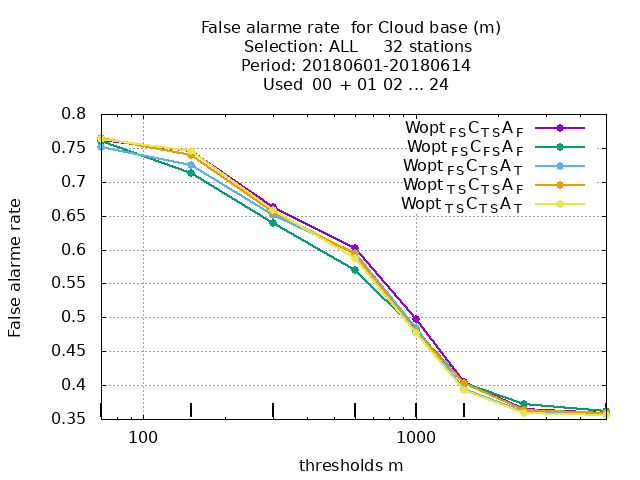 False alarme rate  for Cloud base (m)
Selection: ALL     32 stations
Period: 20180601-20180614
Used  00 + 01 02 ... 24
0.8
0.75
0.7
0.65
0.6
0.55
0.5
0.45
0.4
0.35
100
1000
False alarme rate
thresholds m
Wopt FS C TS A F
Wopt FS C FS A F
Wopt FS C TS A T
Wopt TS C TS A F
Wopt TS C TS A T